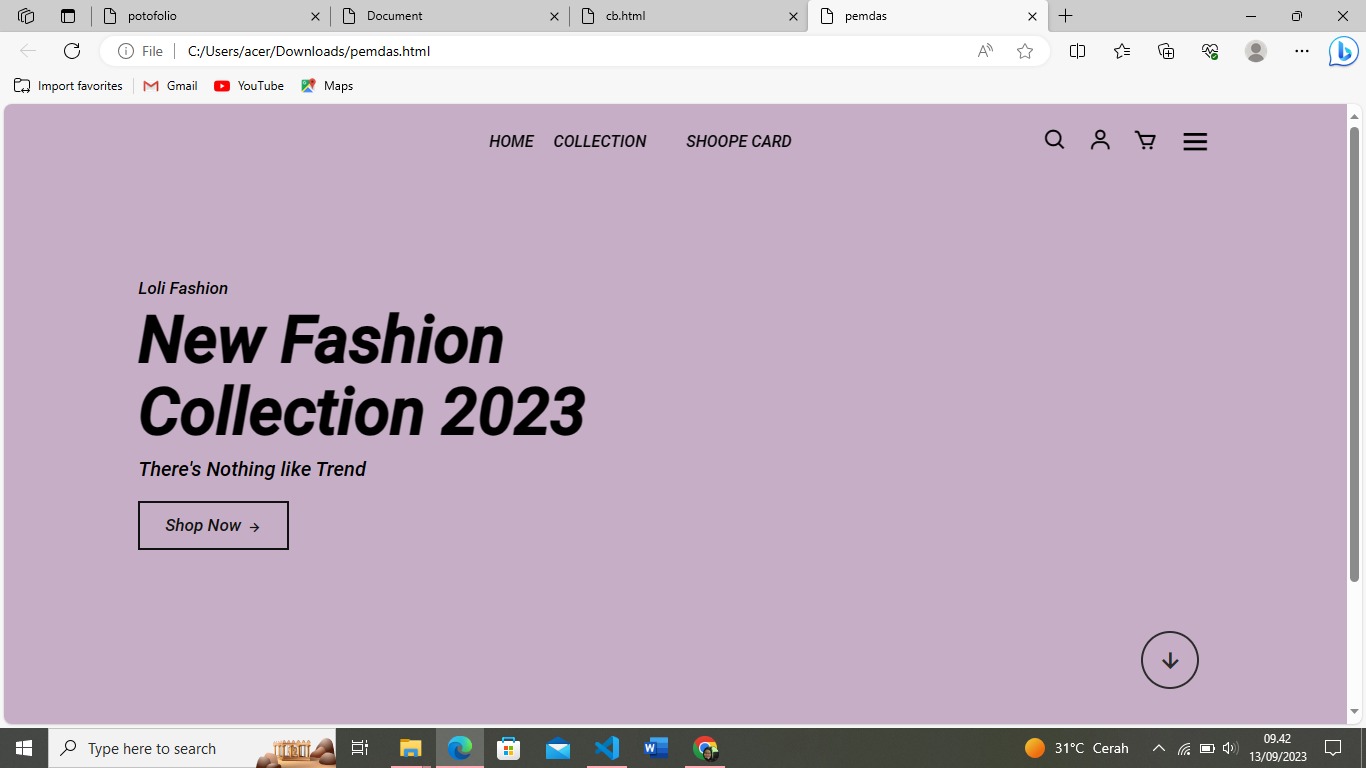 potofolio
Document
cb.html
pemdas
File
C:/Users/acer/Downloads/pemdas.html
Import favorites
Gmail
YouTube
Maps
HOME COLLECTION SHOOPE CARD
Loli Fashion
New Fashion
Collection 2023
There's Nothing like Trend
Shop Now →
Type here to search
31°C Cerah
09.42
13/09/2023